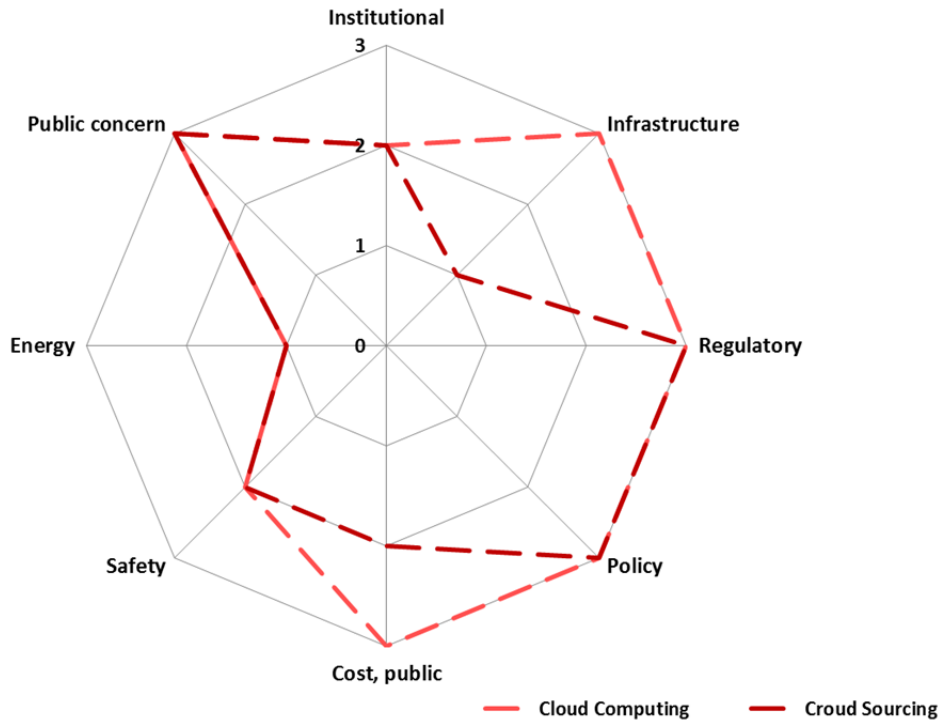 Institutional
3
Public concern
Infrastructure
2
1
Energy
0
Regulatory
Safety
Policy
Cost, public
Cloud Computing
Croud Sourcing